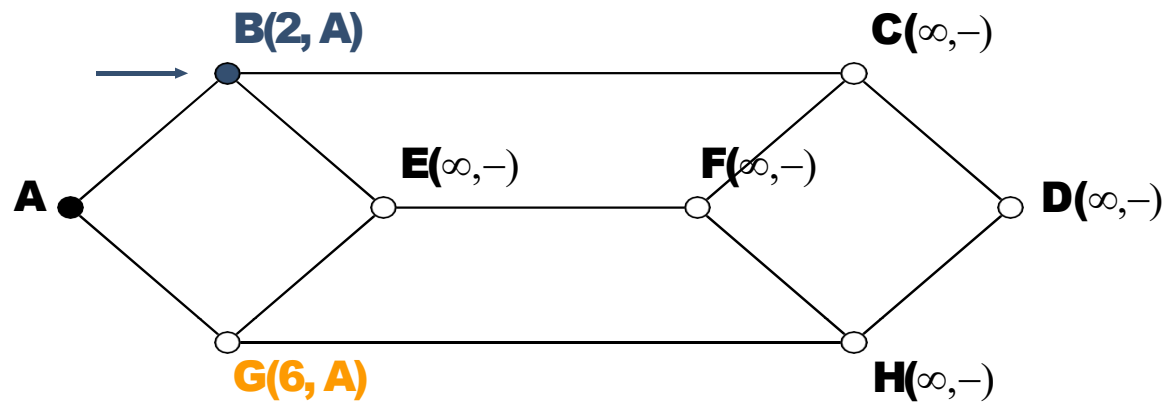 B(2, A)
C(∞,−)
E(∞,−)
F(∞,−)
A
D(∞,−)
G(6, A)
H(∞,−)